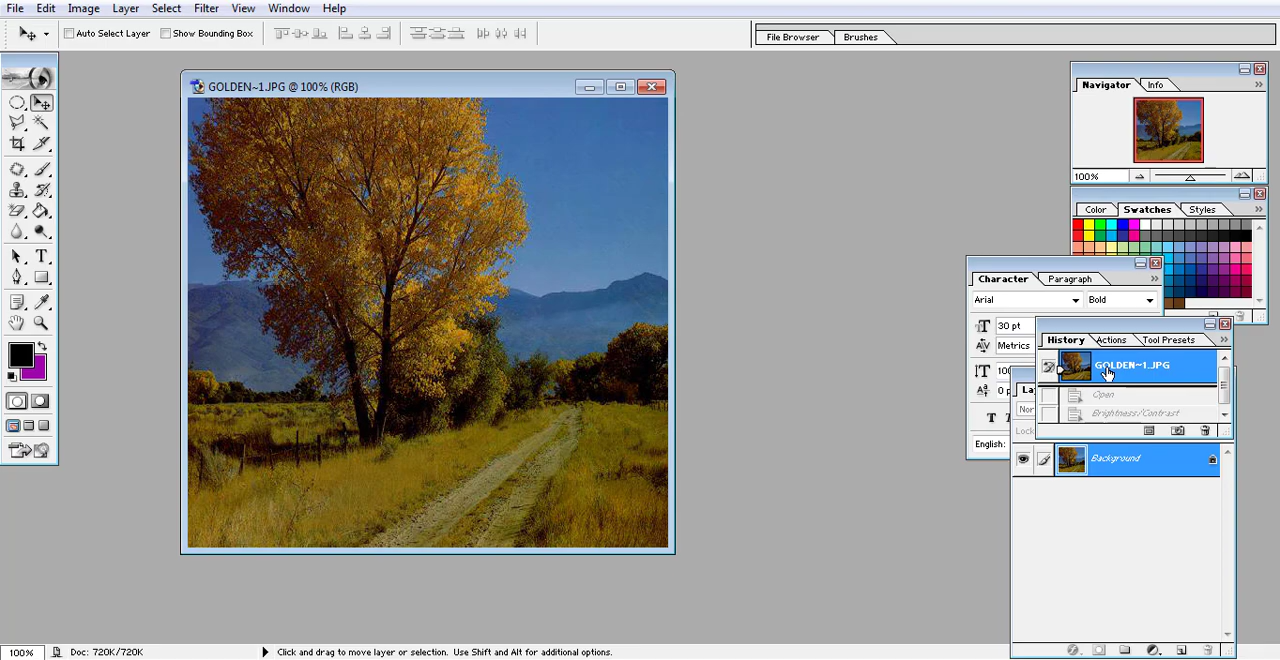 File Edit Image Layer Select Filter View Window Help
Auto Select Layer Show Bounding Box
File Browser Brushes
GOLDEN~1.JPG @ 100% (RGB)
Navigator Info
100%
Color Swatches Styles
Character Paragraph
Arial Bold
30 pt
Metrics
History Actions Tool Presets
GOLDEN~1.JPG
Open
Brightness/Contrast
English:
Background
100% Doc: 720K/720K Click and drag to move layer or selection. Use Shift and Alt for additional options.